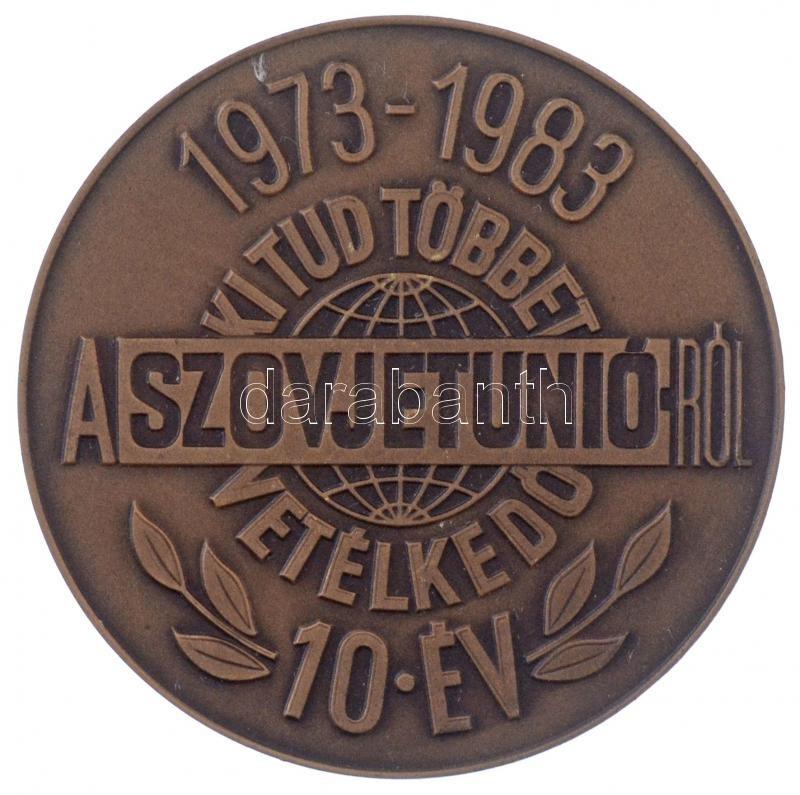 1973-1983
KI TUD TÖBBET
A SZOVJETUNIÓ-RÓL
darabanth
VETÉLKEDŐ
10·ÉV